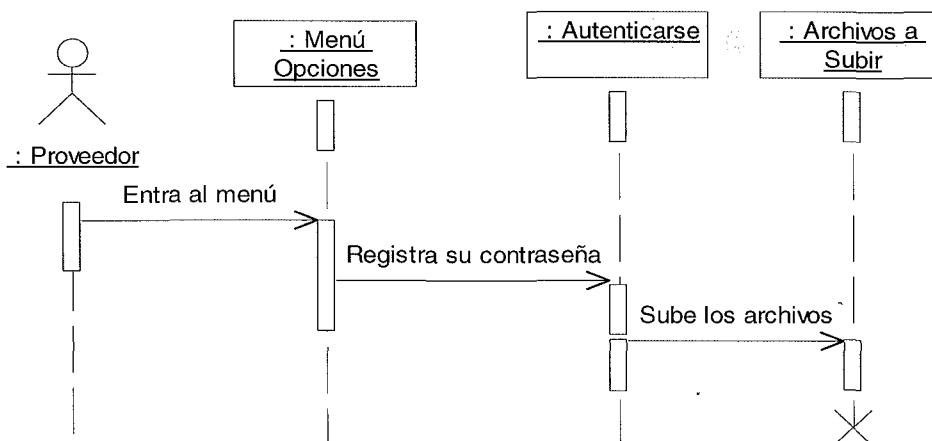 : Menú
Opciones
: Autenticarse
: Archivos a
Subir
: Proveedor
Entra al menú
Registra su contraseña
Sube los archivos